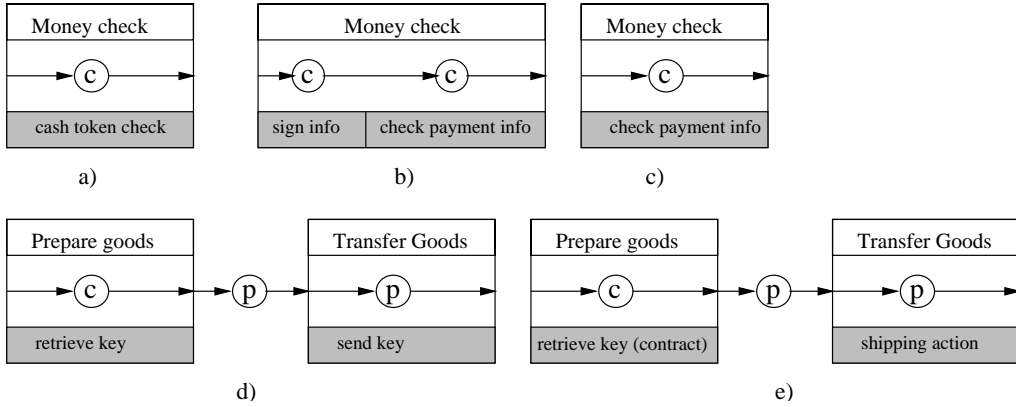 Money check
c
cash token check
a)
Money check
c c
sign info check payment info
b)
Money check
c
check payment info
c)
Prepare goods
c
retrieve key
p
Transfer Goods
p
send key
d)
Prepare goods
c
retrieve key (contract)
p
Transfer Goods
p
shipping action
e)